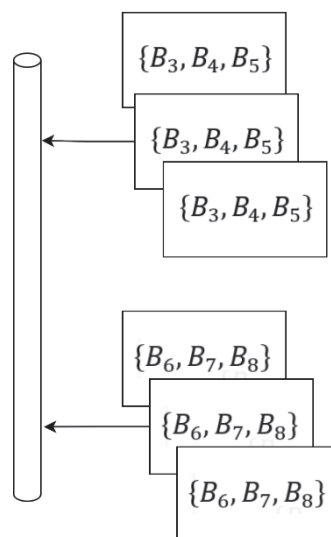 {B₃, B₄, B₅}
{B₃, B₄, B₅}
{B₃, B₄, B₅}
{B₆, B₇, B₈}
{B₆, B₇, B₈}
{B₆, B₇, B₈}